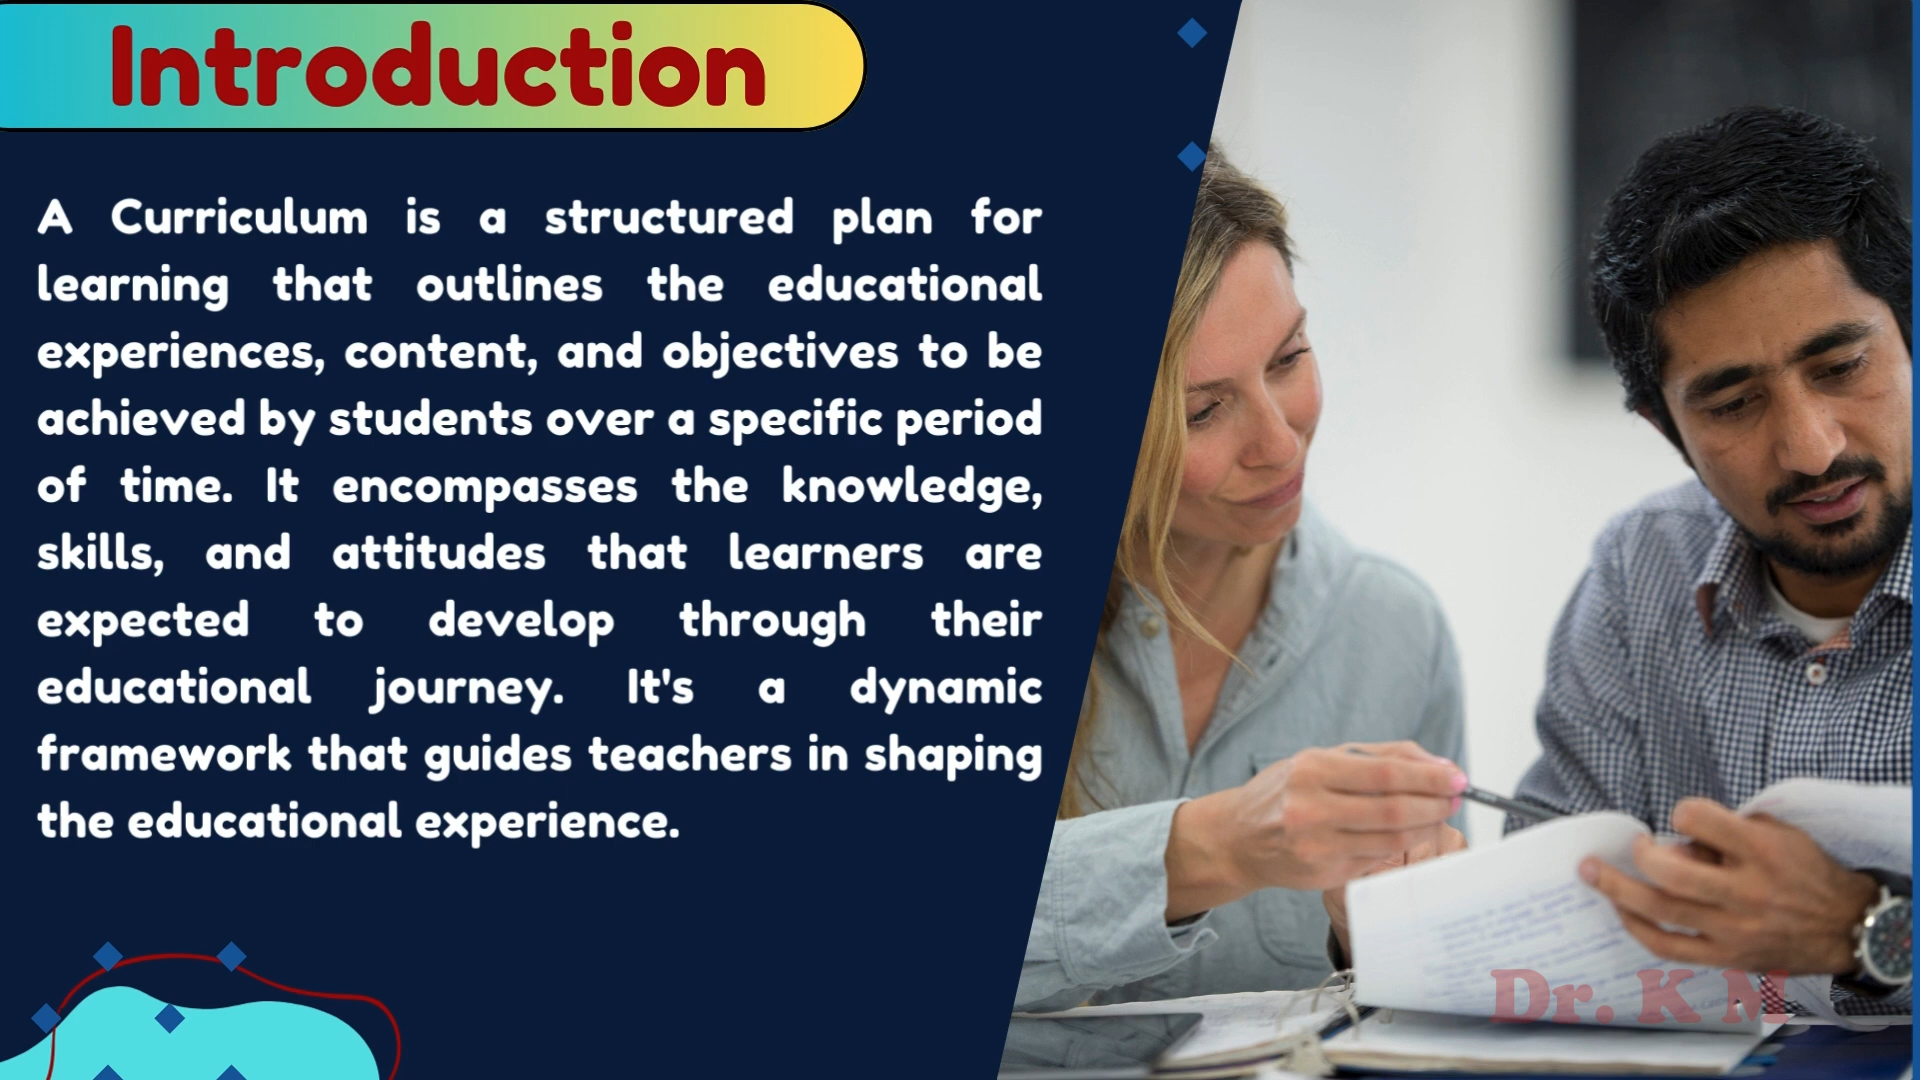 Introduction
A Curriculum is a structured plan for
learning that outlines the educational
experiences, content, and objectives to be
achieved by students over a specific period
of time. It encompasses the knowledge,
skills, and attitudes that learners are
expected to develop through their
educational journey. It's a dynamic
framework that guides teachers in shaping
the educational experience.
Dr. K M